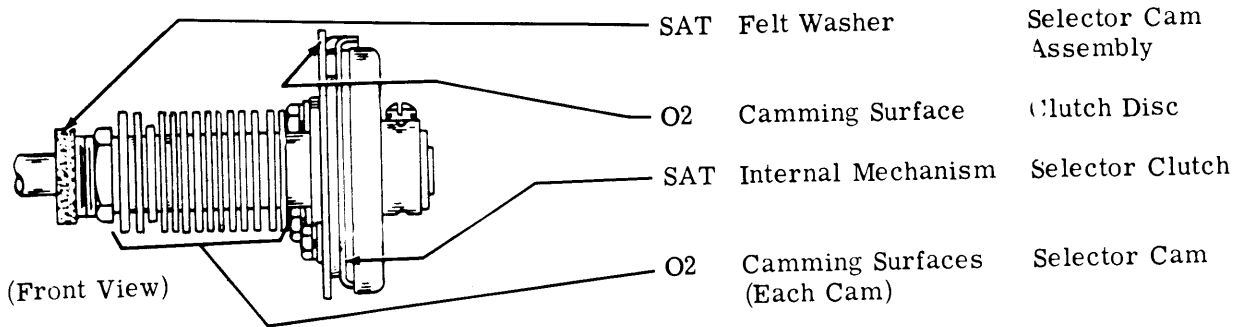 SAT Felt Washer Selector Cam
Assembly
O2 Camming Surface Clutch Disc
SAT Internal Mechanism Selector Clutch
O2 Camming Surfaces Selector Cam
(Each Cam)
(Front View)